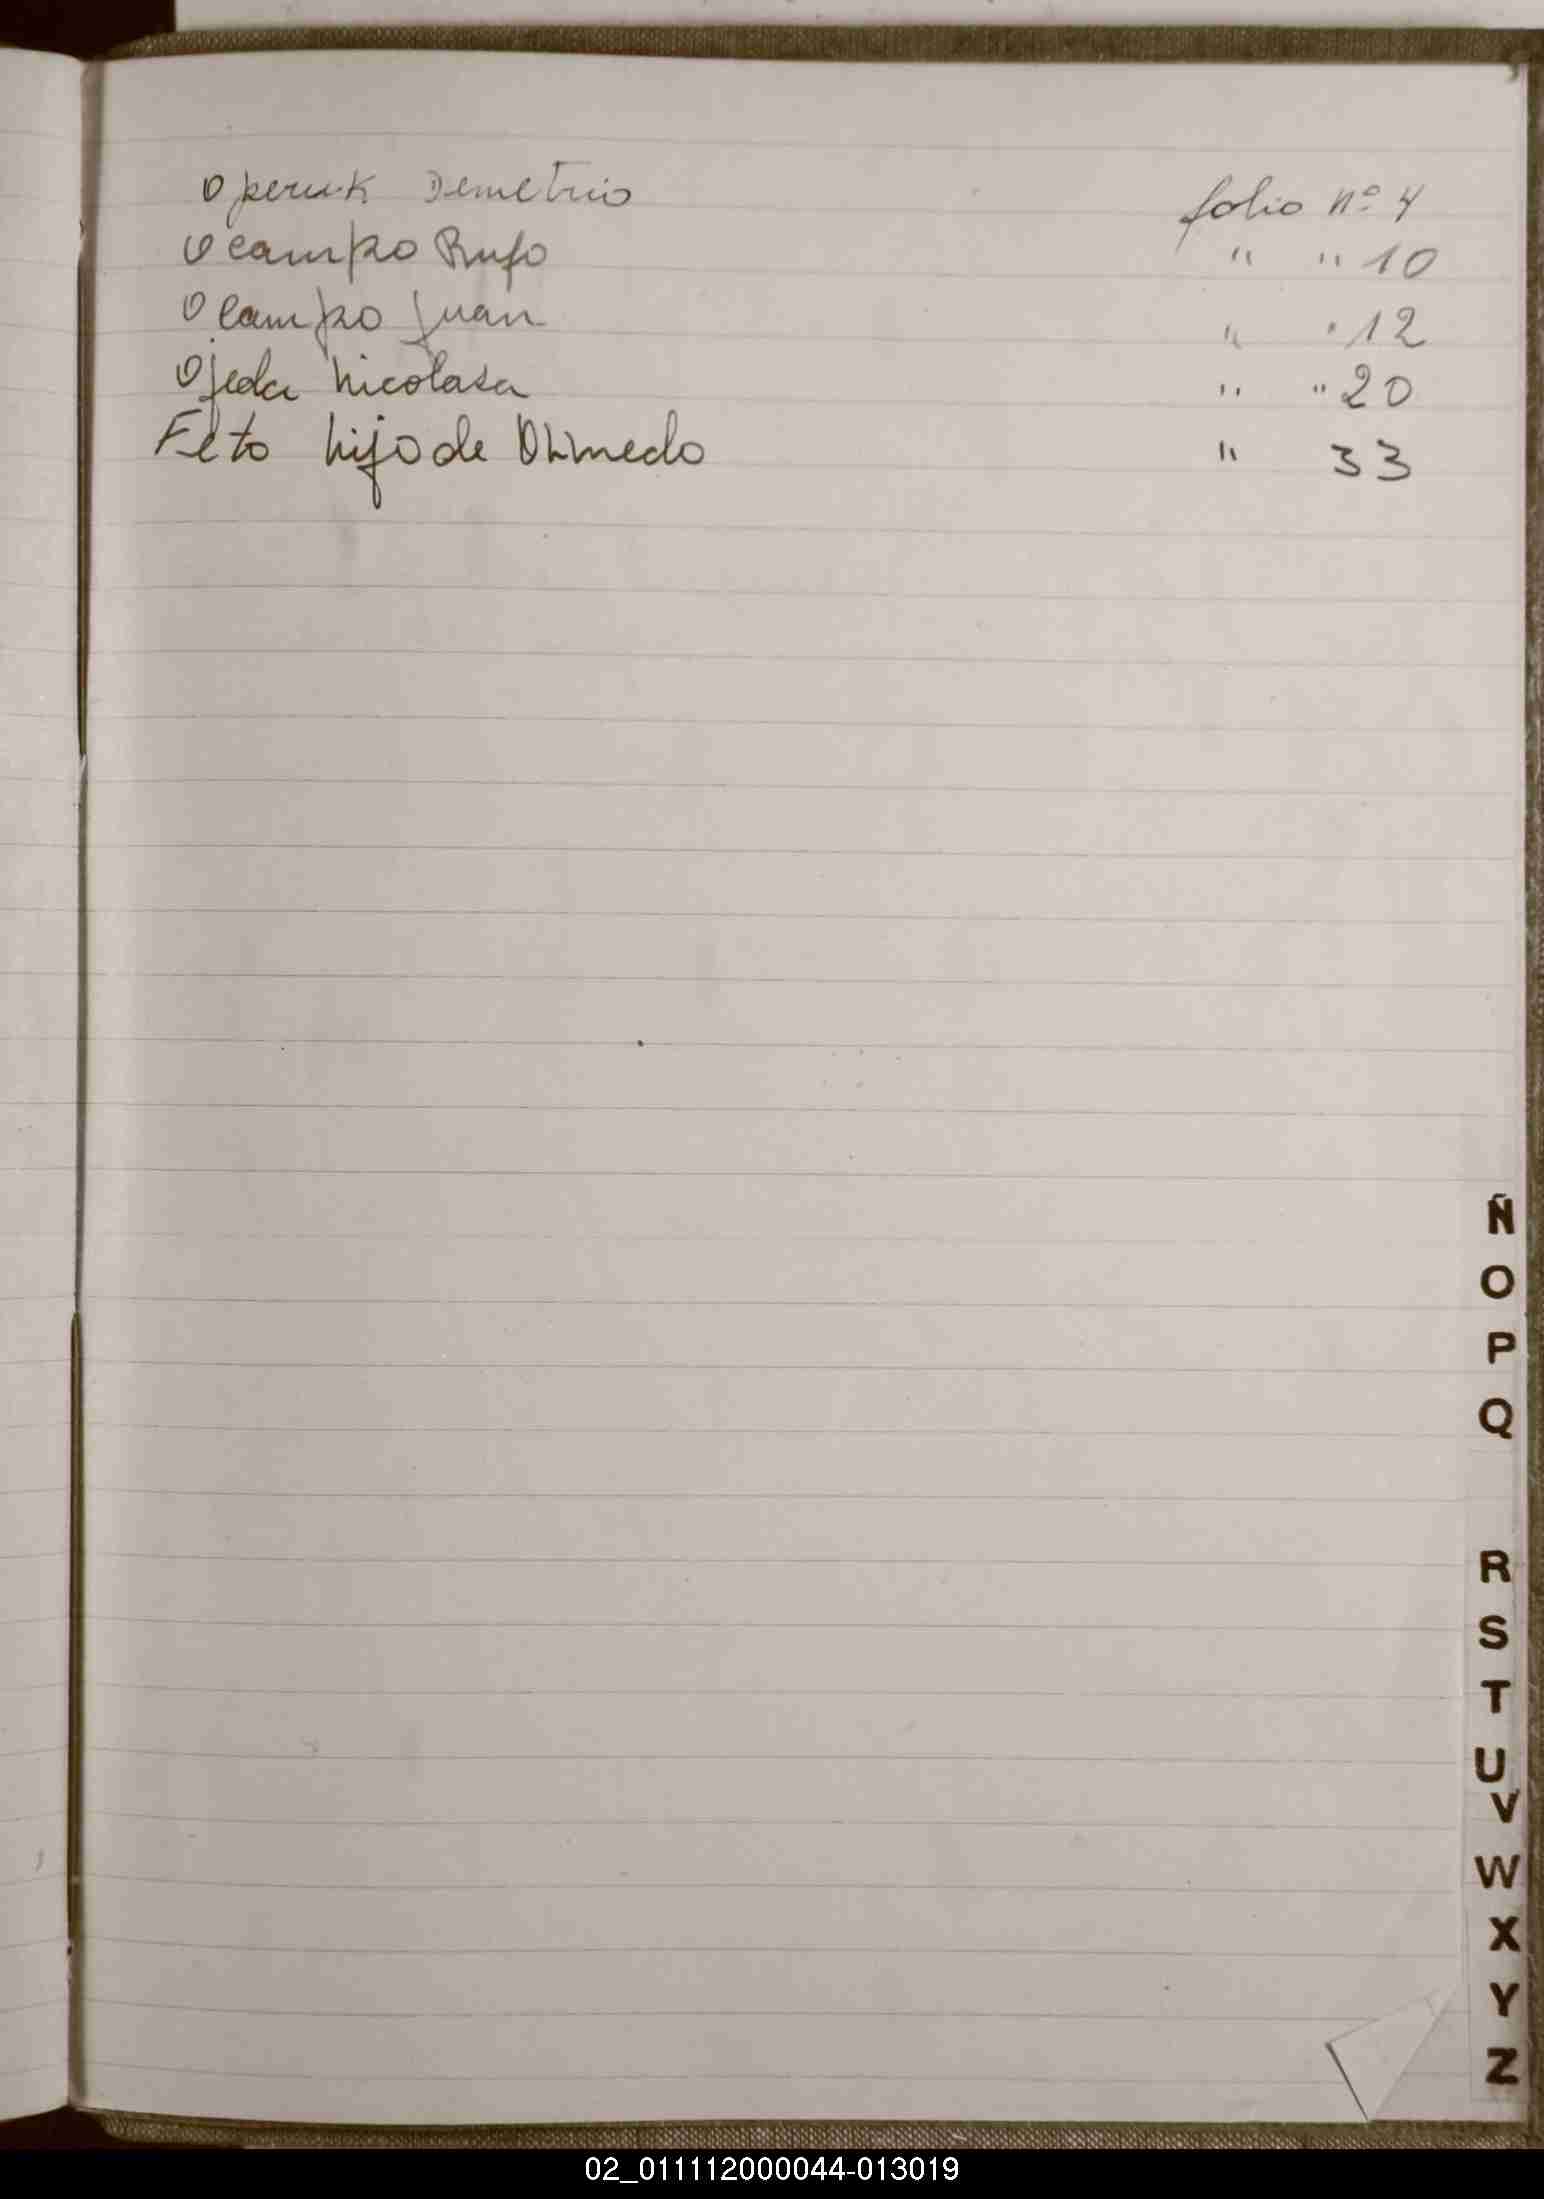 Operuk Demetrio folio nº 4
Ocampo Rufo " " 10
Ocampo Juan " " 12
Ojeda Nicolasa " " 20
Feto hijo de Olmedo " 33
Ñ
O
P
Q
R
S
T
U
V
W
X
Y
Z
02_011112000044-013019